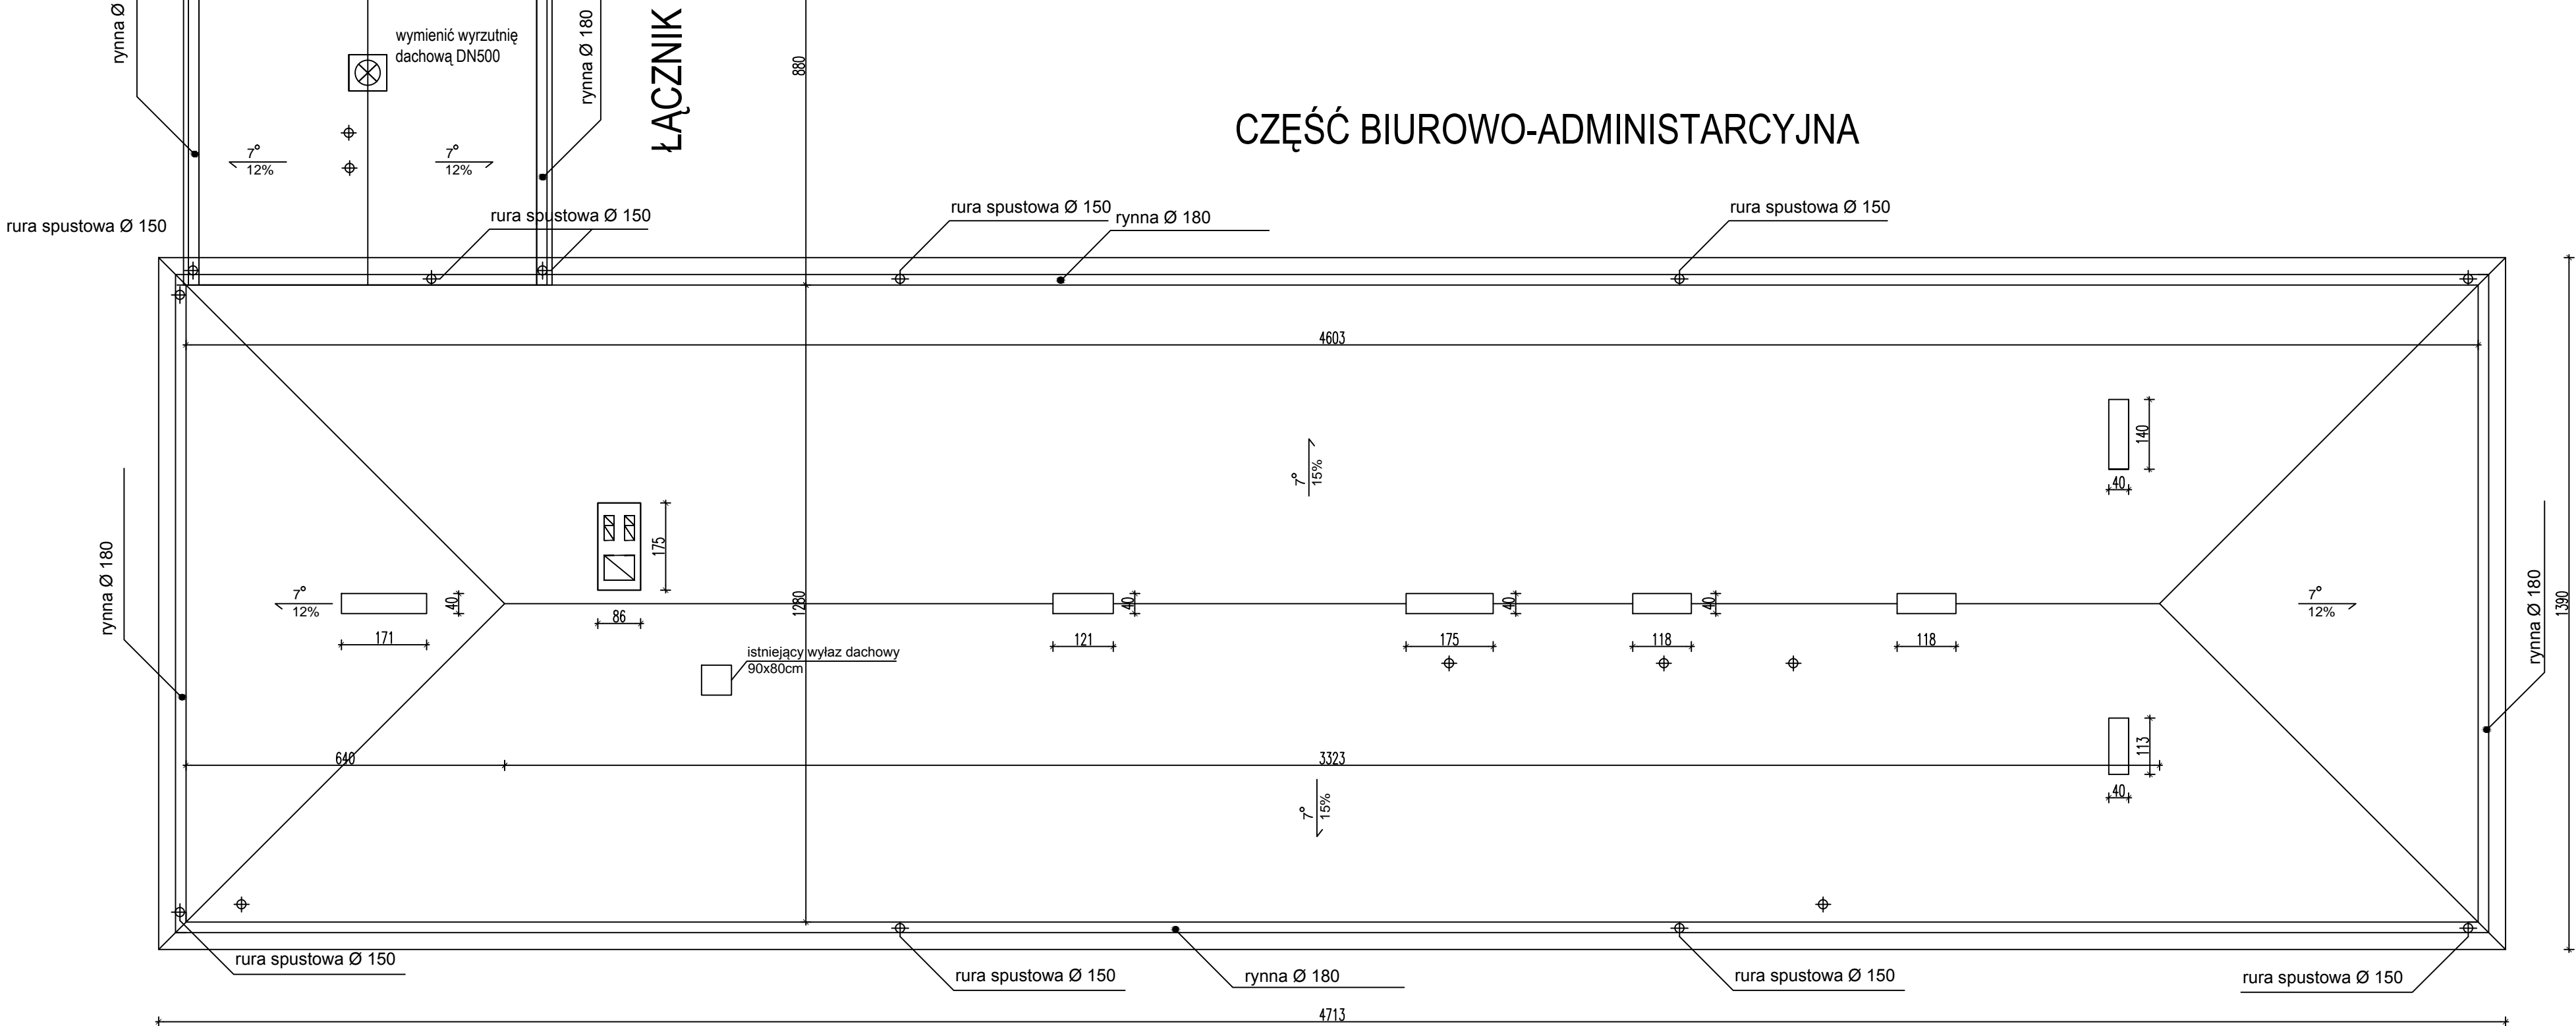 rynna Ø
wymienić wyrzutnię
dachową DN500
rynna Ø 180
ŁĄCZNIK
880
CZĘŚĆ BIUROWO-ADMINISTARCYJNA
7°
12%
7°
12%
rura spustowa Ø 150
rura spustowa Ø 150
rura spustowa Ø 150
rynna Ø 180
rura spustowa Ø 150
4603
140
40
7°
15%
175
86
rynna Ø 180
7°
12%
40
171
1280
40
121
40
175
40
118
118
7°
12%
rynna Ø 180
1390
istniejący wyłaz dachowy
90x80cm
640
3323
113
40
7°
15%
rura spustowa Ø 150
rura spustowa Ø 150
rynna Ø 180
rura spustowa Ø 150
rura spustowa Ø 150
4713